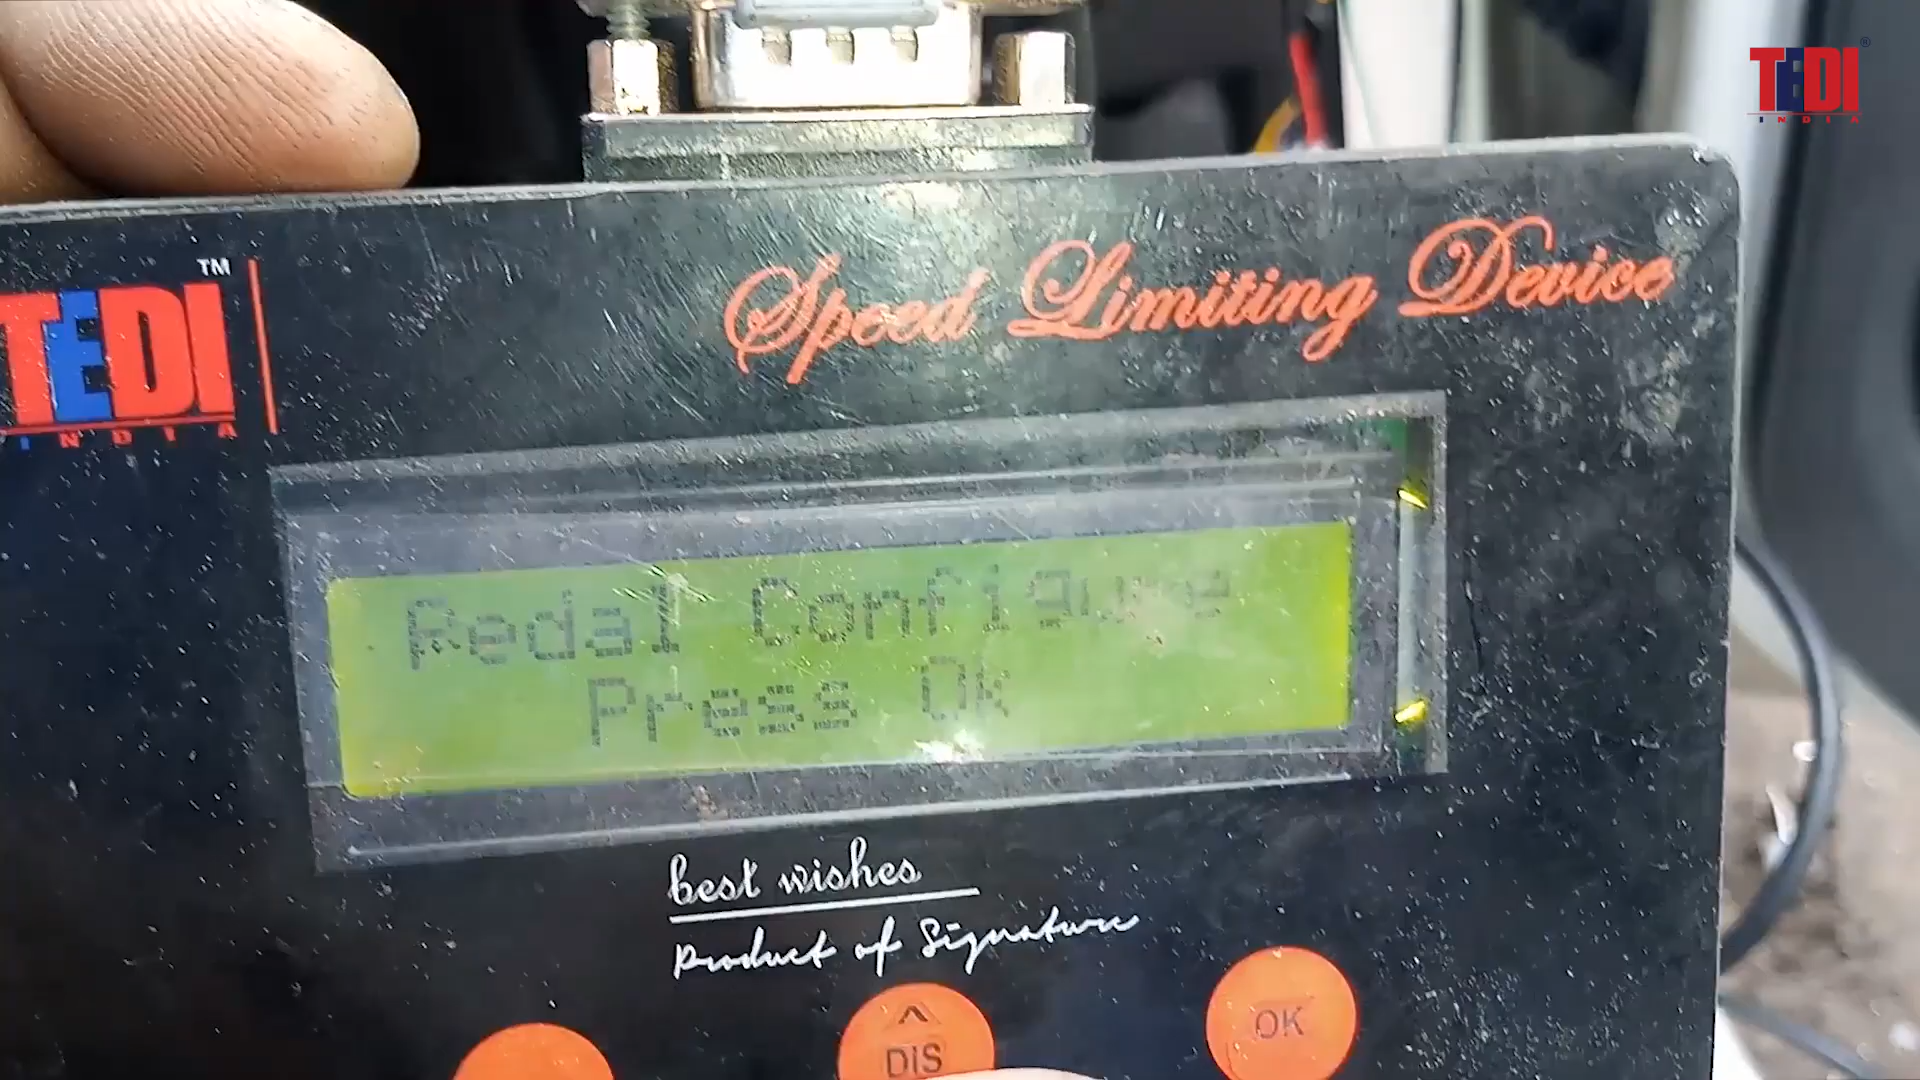 TEDI
INDIA
®
TEDI
TM
INDIA
Speed Limiting Device
Pedal Configure
Press Ok
best wishes
Product of Signature
DIS
OK